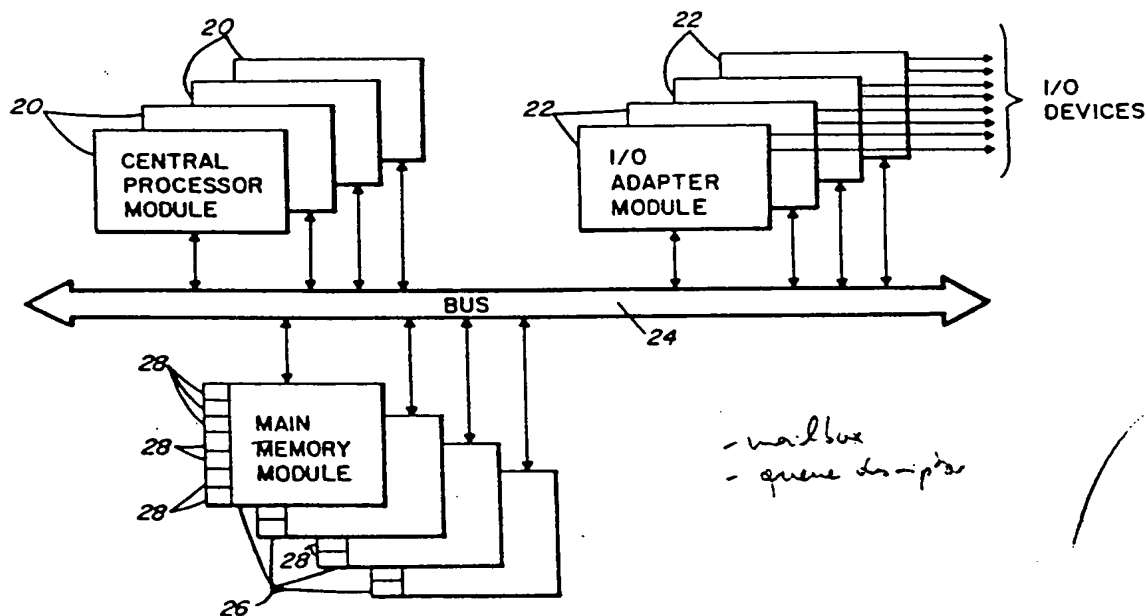 20
22
20
22
I/O
DEVICES
CENTRAL
PROCESSOR
MODULE
I/O
ADAPTER
MODULE
BUS
24
28
28
28
MAIN
MEMORY
MODULE
28
26
- mailbox
- queue